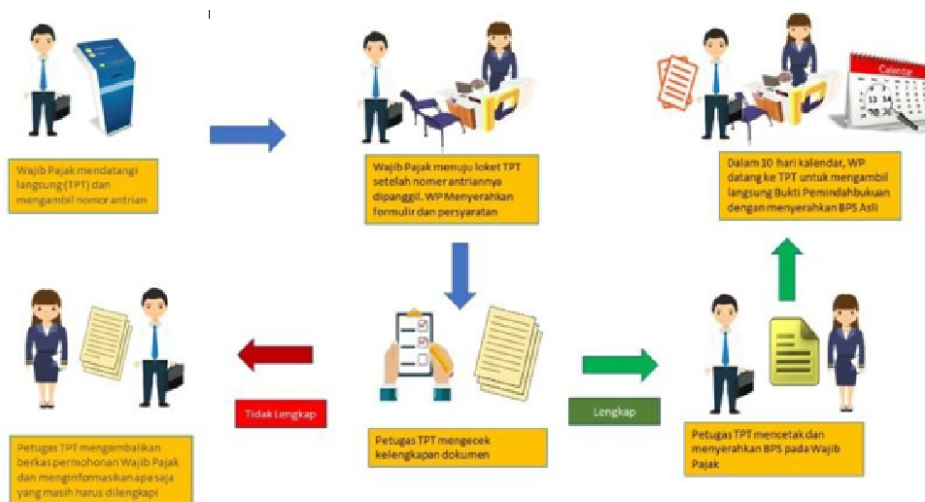 Wajib Pajak mendatangi
langsung (TPT) dan
mengambil nomor antrian
Wajib Pajak menuju loket TPT
setelah nomer antriannya
dipanggil. WP Menyerahkan
formulir dan persyaratan
Calendar
Dalam 10 hari kalendar, WP
datang ke TPT untuk mengambil
langsung Bukti Pemindahbukuan
dengan menyerahkan BPS Asli
Tidak Lengkap
Lengkap
Petugas TPT mengembalikan
berkas permohonan Wajib Pajak
dan menginformasikan apa saja
yang masih harus dilengkapi
Petugas TPT mengecek
kelengkapan dokumen
Petugas TPT mencetak dan
menyerahkan BPS pada Wajib
Pajak